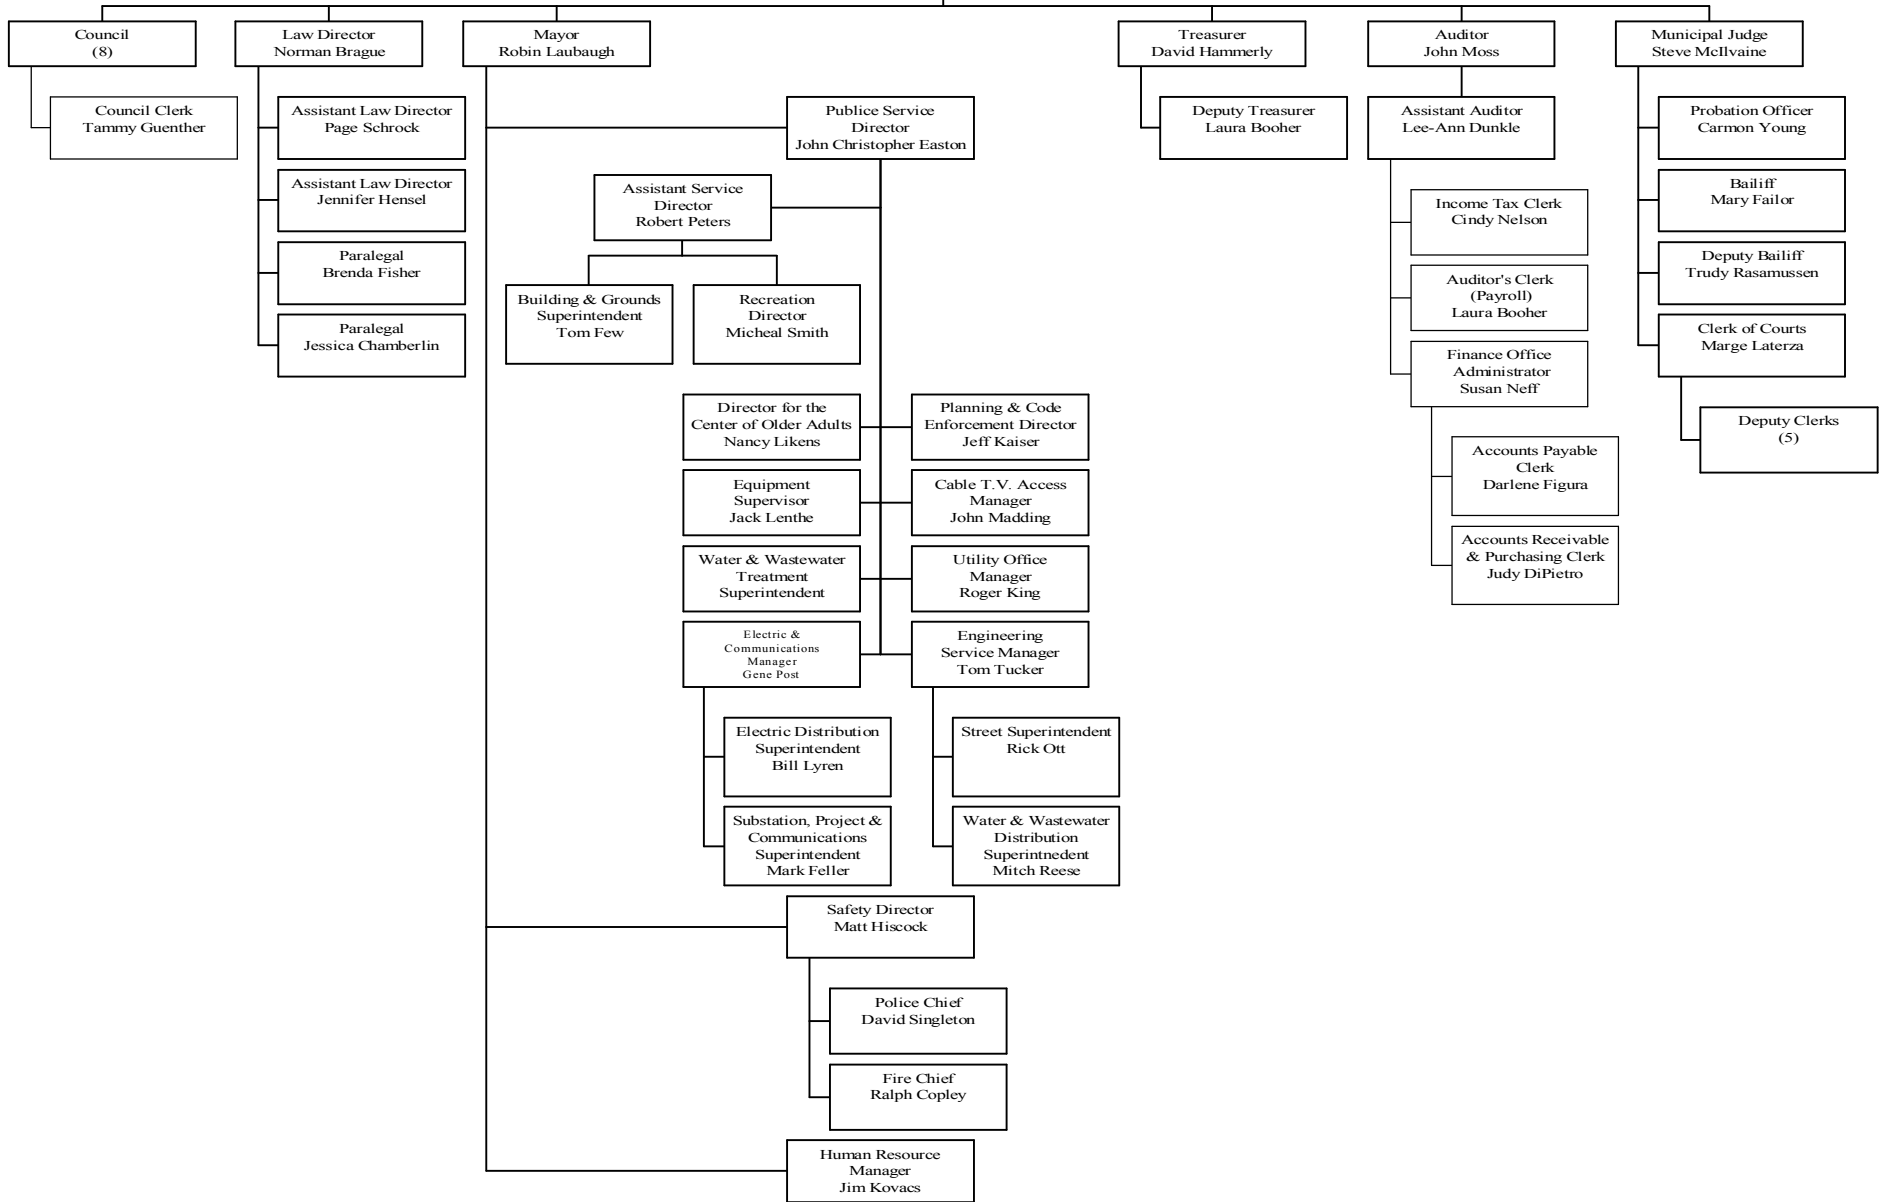 Council
(8)
Law Director
Norman Brague
Mayor
Robin Laubaugh
Treasurer
David Hammerly
Auditor
John Moss
Municipal Judge
Steve McIlvaine
Council Clerk
Tammy Guenther
Assistant Law Director
Page Schrock
Assistant Law Director
Jennifer Hensel
Paralegal
Brenda Fisher
Paralegal
Jessica Chamberlin
Publice Service
Director
John Christopher Easton
Assistant Service
Director
Robert Peters
Building & Grounds
Superintendent
Tom Few
Recreation
Director
Micheal Smith
Director for the
Center of Older Adults
Nancy Likens
Planning & Code
Enforcement Director
Jeff Kaiser
Equipment
Supervisor
Jack Lenthe
Cable T.V. Access
Manager
John Madding
Water & Wastewater
Treatment
Superintendent
Utility Office
Manager
Roger King
Electric &
Communications
Manager
Gene Post
Engineering
Service Manager
Tom Tucker
Electric Distribution
Superintendent
Bill Lyren
Substation, Project &
Communications
Superintendent
Mark Feller
Street Superintendent
Rick Ott
Water & Wastewater
Distribution
Superintnedent
Mitch Reese
Safety Director
Matt Hiscock
Police Chief
David Singleton
Fire Chief
Ralph Copley
Human Resource
Manager
Jim Kovacs
Deputy Treasurer
Laura Booher
Assistant Auditor
Lee-Ann Dunkle
Income Tax Clerk
Cindy Nelson
Auditor's Clerk
(Payroll)
Laura Booher
Finance Office
Administrator
Susan Neff
Accounts Payable
Clerk
Darlene Figura
Accounts Receivable
& Purchasing Clerk
Judy DiPietro
Probation Officer
Carmon Young
Bailiff
Mary Failor
Deputy Bailiff
Trudy Rasamussen
Clerk of Courts
Marge Laterza
Deputy Clerks
(5)